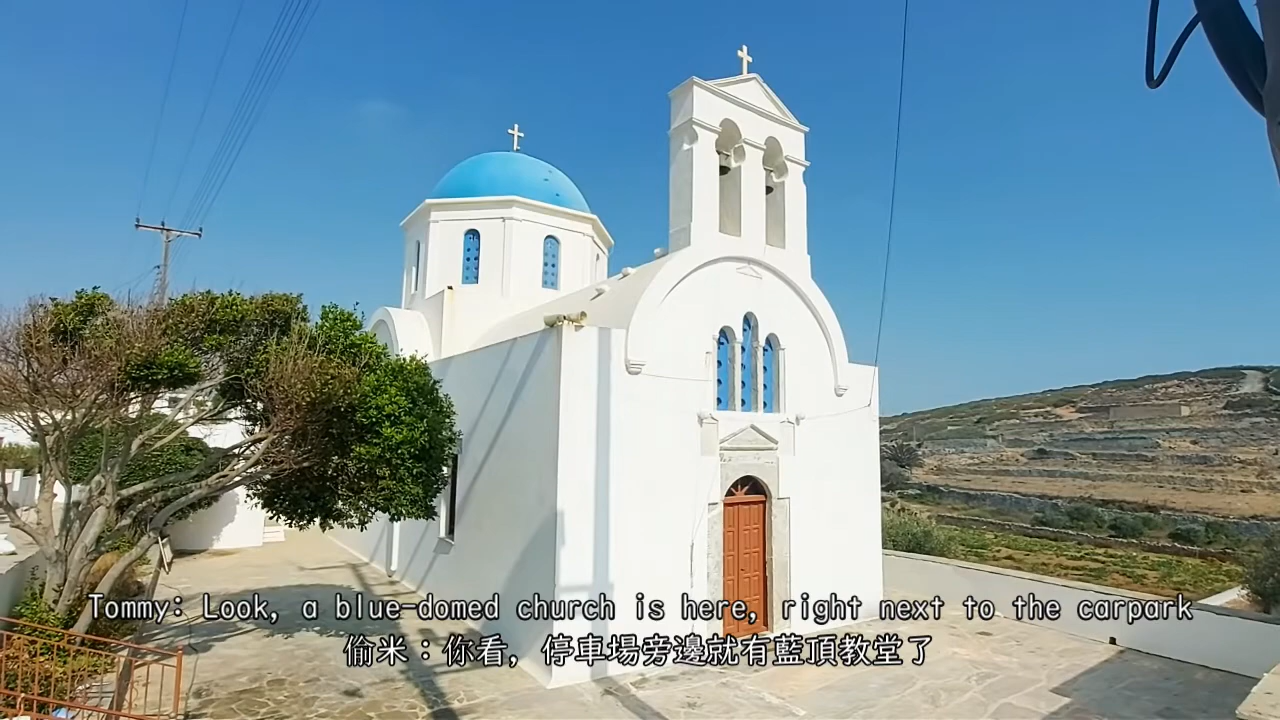 Tommy: Look, a blue-domed church is here, right next to the carpark
偷米：你看, 停車場旁邊就有藍頂教堂了